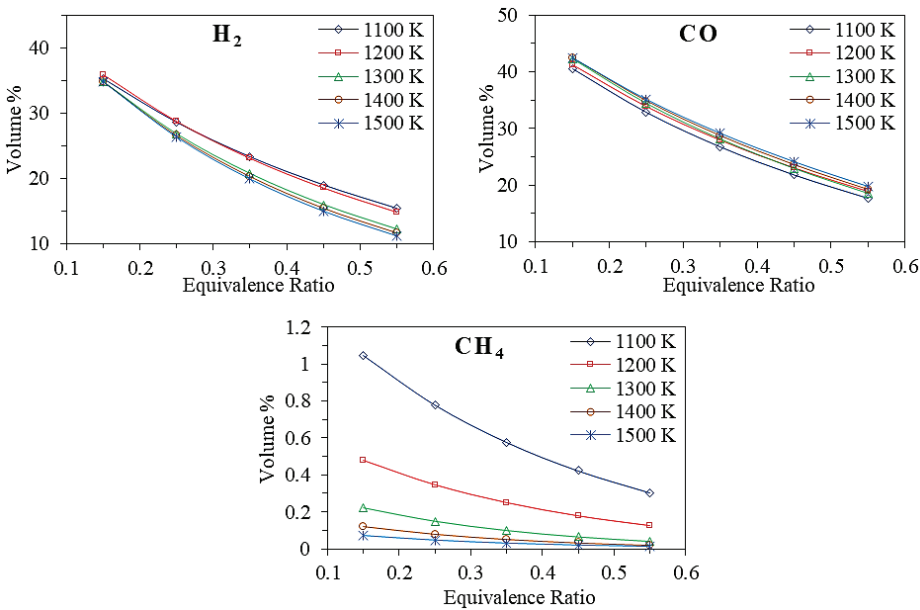 H₂
1100 K
1200 K
1300 K
1400 K
1500 K
40
30
20
10
Volume %
0.1 0.2 0.3 0.4 0.5 0.6
Equivalence Ratio
CO
1100 K
1200 K
1300 K
1400 K
1500 K
50
40
30
20
10
Volume %
0.1 0.2 0.3 0.4 0.5 0.6
Equivalence Ratio
CH₄
1100 K
1200 K
1300 K
1400 K
1500 K
1.2
1
0.8
0.6
0.4
0.2
0
Volume %
0.1 0.2 0.3 0.4 0.5 0.6
Equivalence Ratio